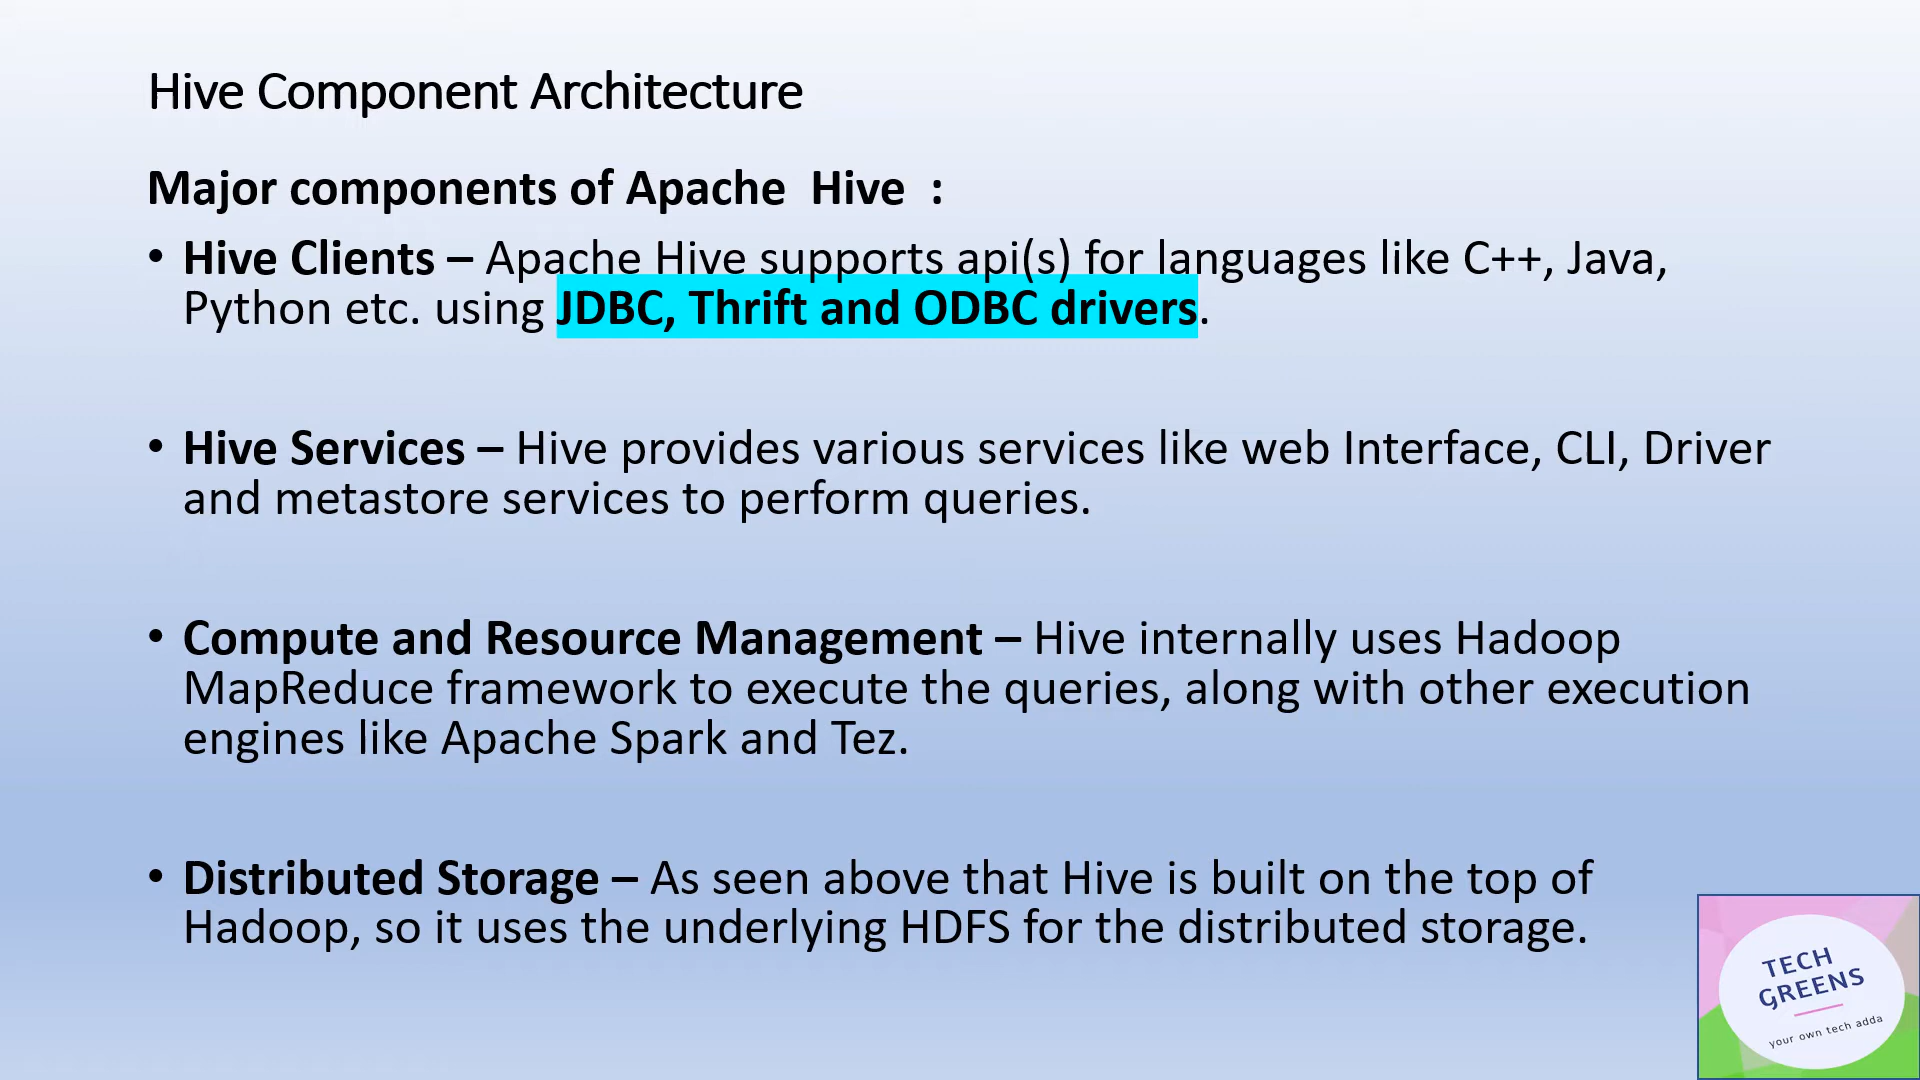 Hive Component Architecture
Major components of Apache  Hive  :
• Hive Clients – Apache Hive supports api(s) for languages like C++, Java,
Python etc. using JDBC, Thrift and ODBC drivers.
• Hive Services – Hive provides various services like web Interface, CLI, Driver
and metastore services to perform queries.
• Compute and Resource Management – Hive internally uses Hadoop
MapReduce framework to execute the queries, along with other execution
engines like Apache Spark and Tez.
• Distributed Storage – As seen above that Hive is built on the top of
Hadoop, so it uses the underlying HDFS for the distributed storage.
TECH
GREENS
your own tech adda